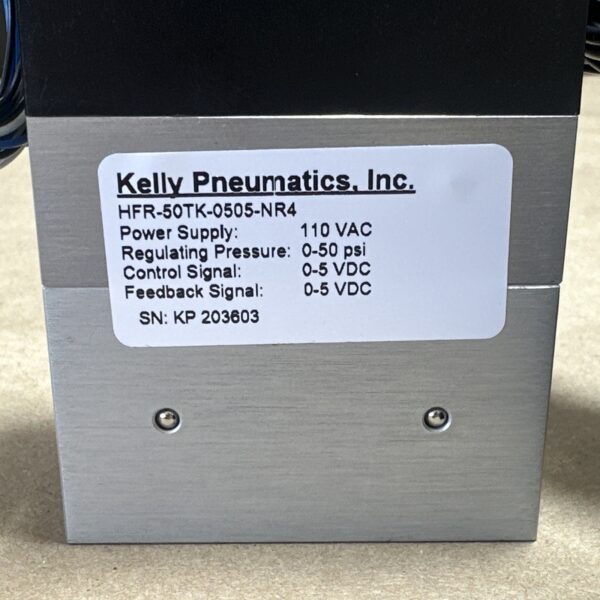 Kelly Pneumatics, Inc.
HFR-50TK-0505-NR4
Power Supply: 110 VAC
Regulating Pressure: 0-50 psi
Control Signal: 0-5 VDC
Feedback Signal: 0-5 VDC
SN: KP 203603